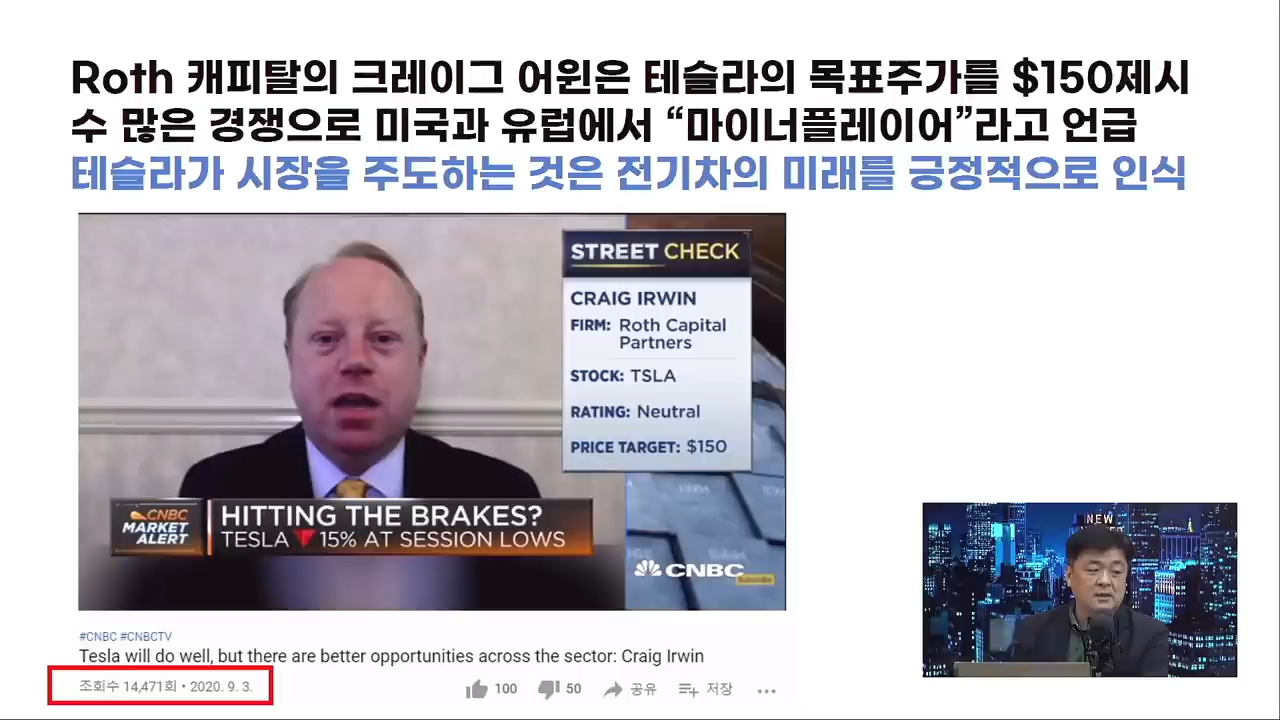 Roth 캐피탈의 크레이그 어윈은 테슬라의 목표주가를 $150제시
수 많은 경쟁으로 미국과 유럽에서 “마이너플레이어”라고 언급
테슬라가 시장을 주도하는 것은 전기차의 미래를 긍정적으로 인식
STREET CHECK
CRAIG IRWIN
FIRM: Roth Capital
Partners
STOCK: TSLA
RATING: Neutral
PRICE TARGET: $150
CNBC
MARKET
ALERT
HITTING THE BRAKES?
TESLA ▼ 15% AT SESSION LOWS
CNBC
Subscribe
NEW
#CNBC #CNBCTV
Tesla will do well, but there are better opportunities across the sector: Craig Irwin
조회수 14,471회 • 2020. 9. 3.
100 50 공유 저장 ...